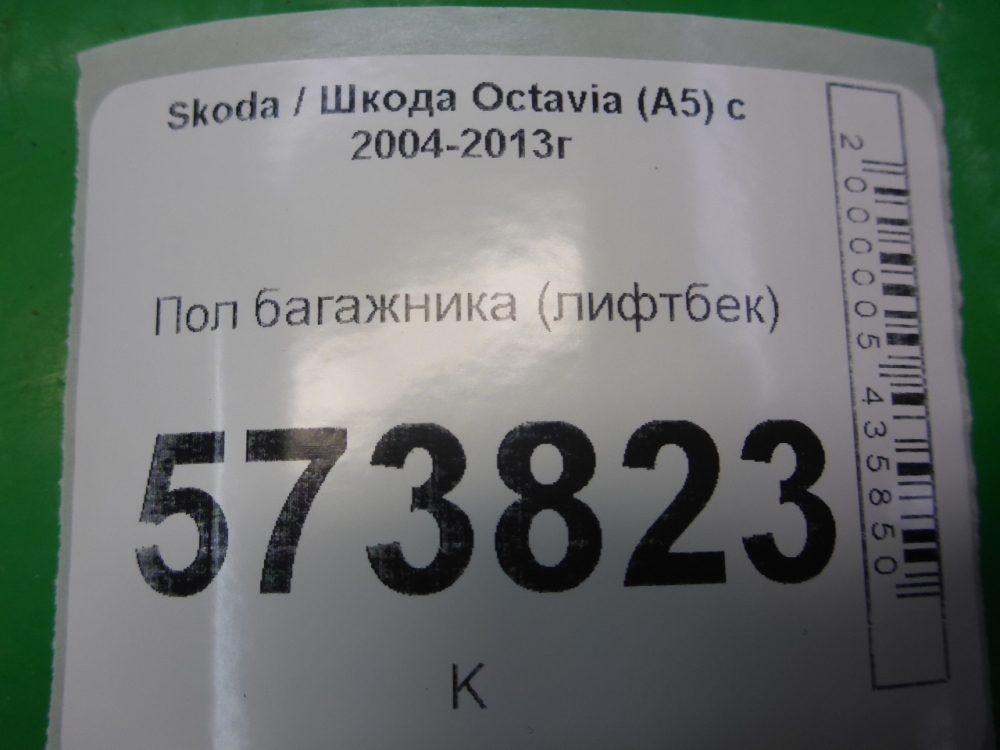 Skoda / Шкода Octavia (A5) с
2004-2013г
Пол багажника (лифтбек)
573823
К
2000005435850